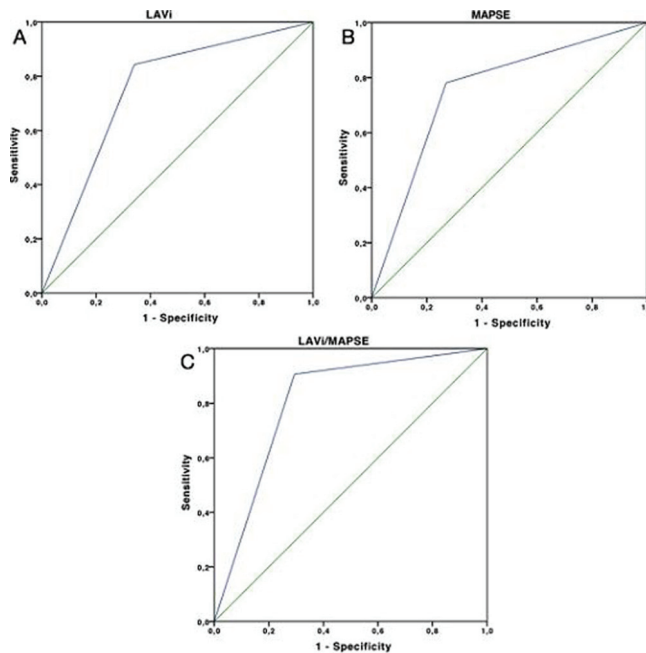 A
LAVi
1,0
0,8
0,6
0,4
0,2
0,0
Sensitivity
0,0 0,2 0,4 0,6 0,8 1,0
1 - Specificity
B
MAPSE
1,0
0,8
0,6
0,4
0,2
0,0
Sensitivity
0,0 0,2 0,4 0,6 0,8
1 - Specificity
C
LAVi/MAPSE
1,0
0,8
0,6
0,4
0,2
0,0
Sensitivity
0,0 0,2 0,4 0,6 0,8 1,0
1 - Specificity